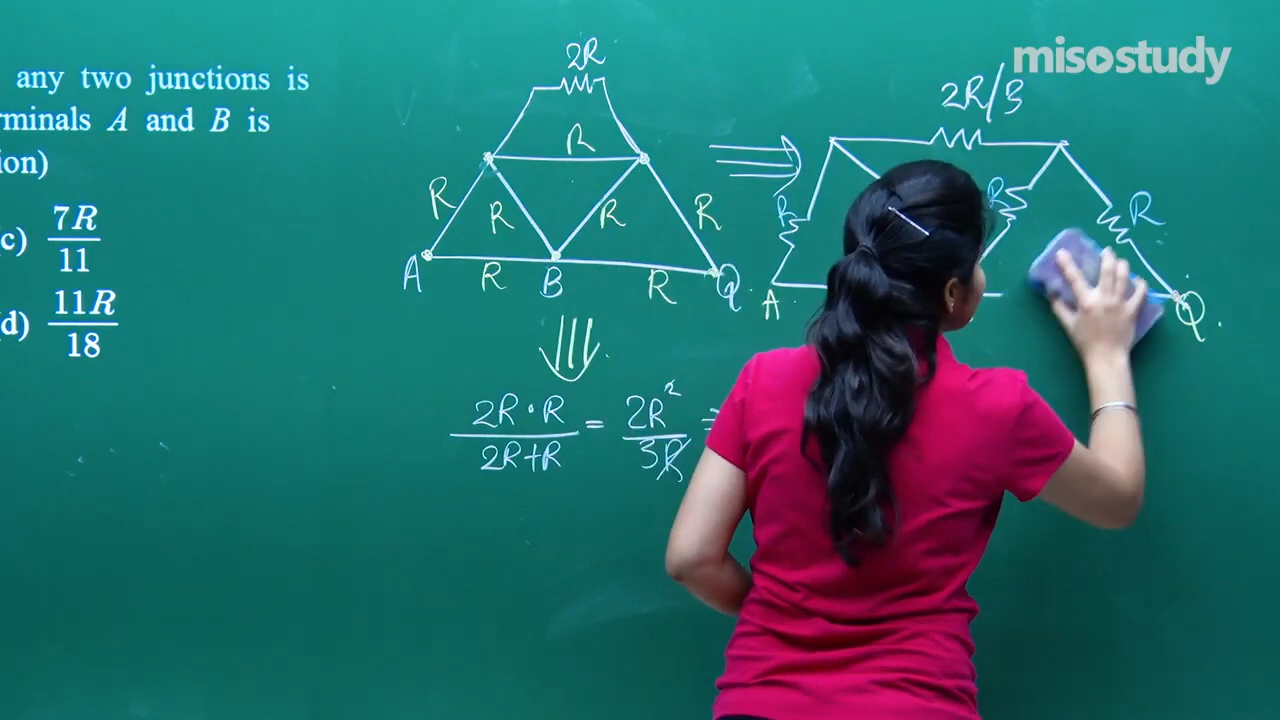 misostudy
any two junctions is
rminals A and B is
ion)
(c) 7R/11
d) 11R/18
2R
R
R
R
R
R
A
R
B
R
Q
2R/3
R
R
R
A
Q
2R·R/2R+R = 2R²/3R =